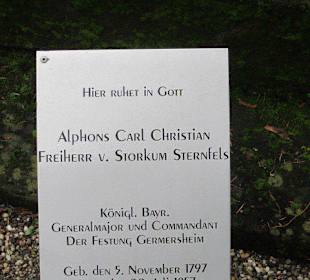 Hier ruhet in Gott
Alphons Carl Christian
Freiherr v. Storkum Sternfels
Königl. Bayr.
Generalmajor und Commandant
Der Festung Germersheim
Geb. den 5. November 1797